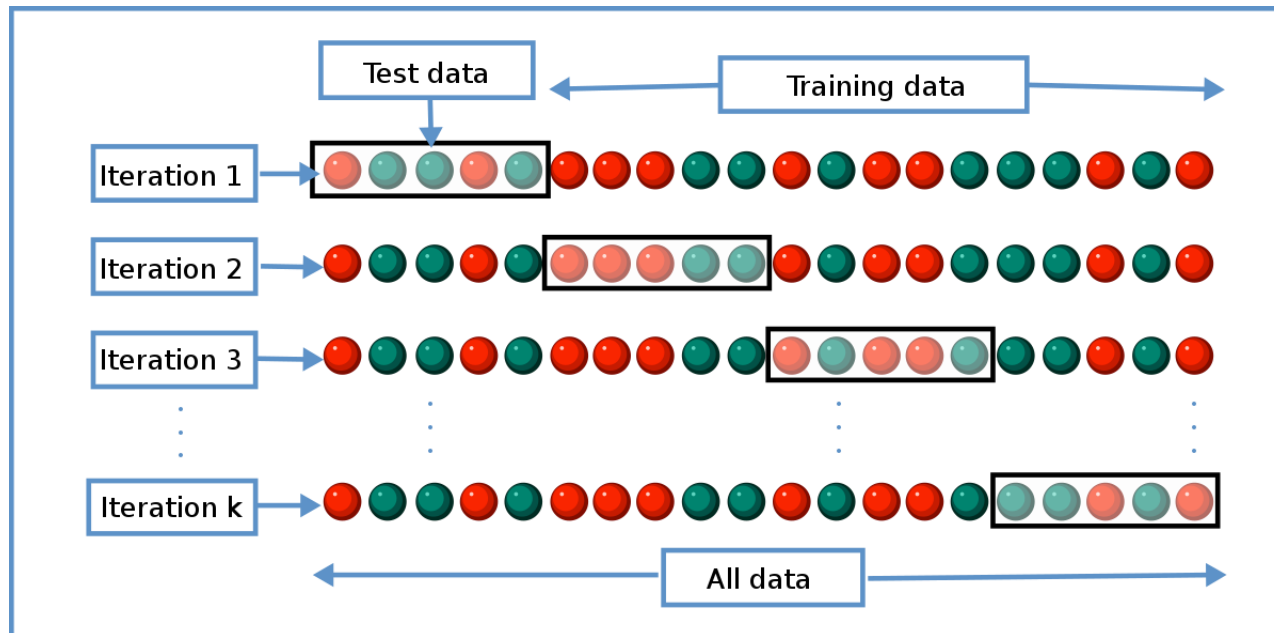 Test data
Training data
Iteration 1
Iteration 2
Iteration 3
Iteration k
All data